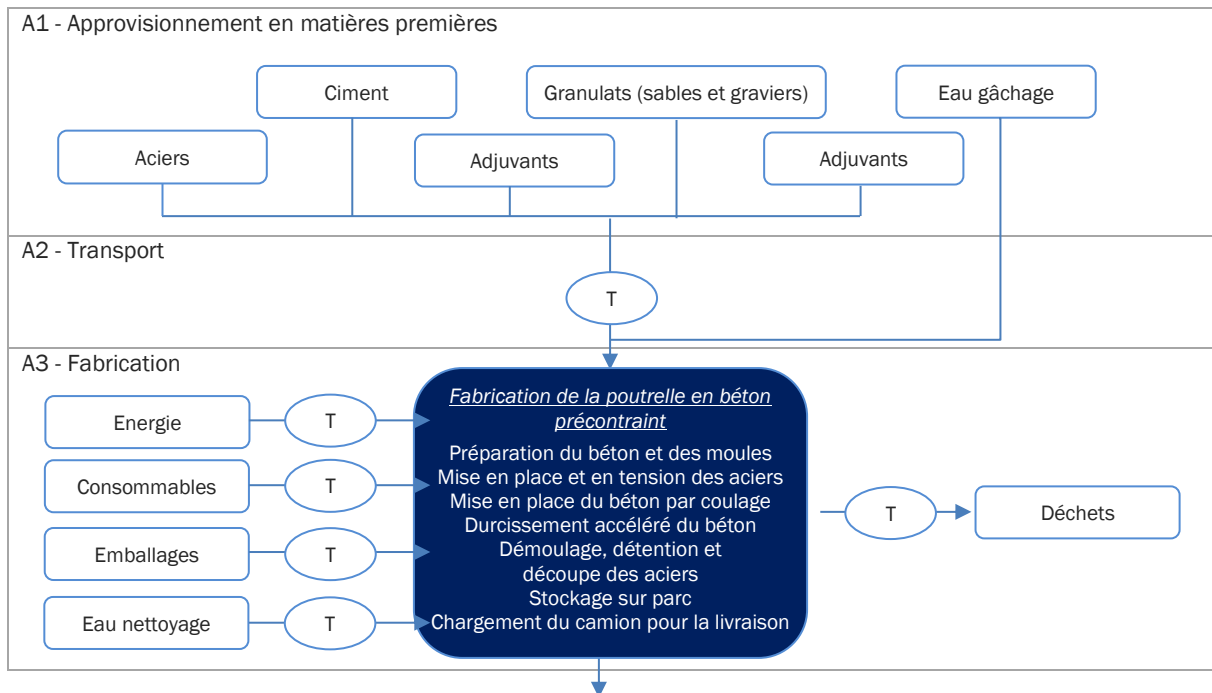 A1 - Approvisionnement en matières premières
Ciment
Granulats (sables et graviers)
Eau gâchage
Aciers
Adjuvants
Adjuvants
A2 - Transport
T
A3 - Fabrication
Energie
T
Consommables
T
Emballages
T
Eau nettoyage
T
Fabrication de la poutrelle en béton
précontraint
Préparation du béton et des moules
Mise en place et en tension des aciers
Mise en place du béton par coulage
Durcissement accéléré du béton
Démoulage, détention et
découpe des aciers
Stockage sur parc
Chargement du camion pour la livraison
T
Déchets